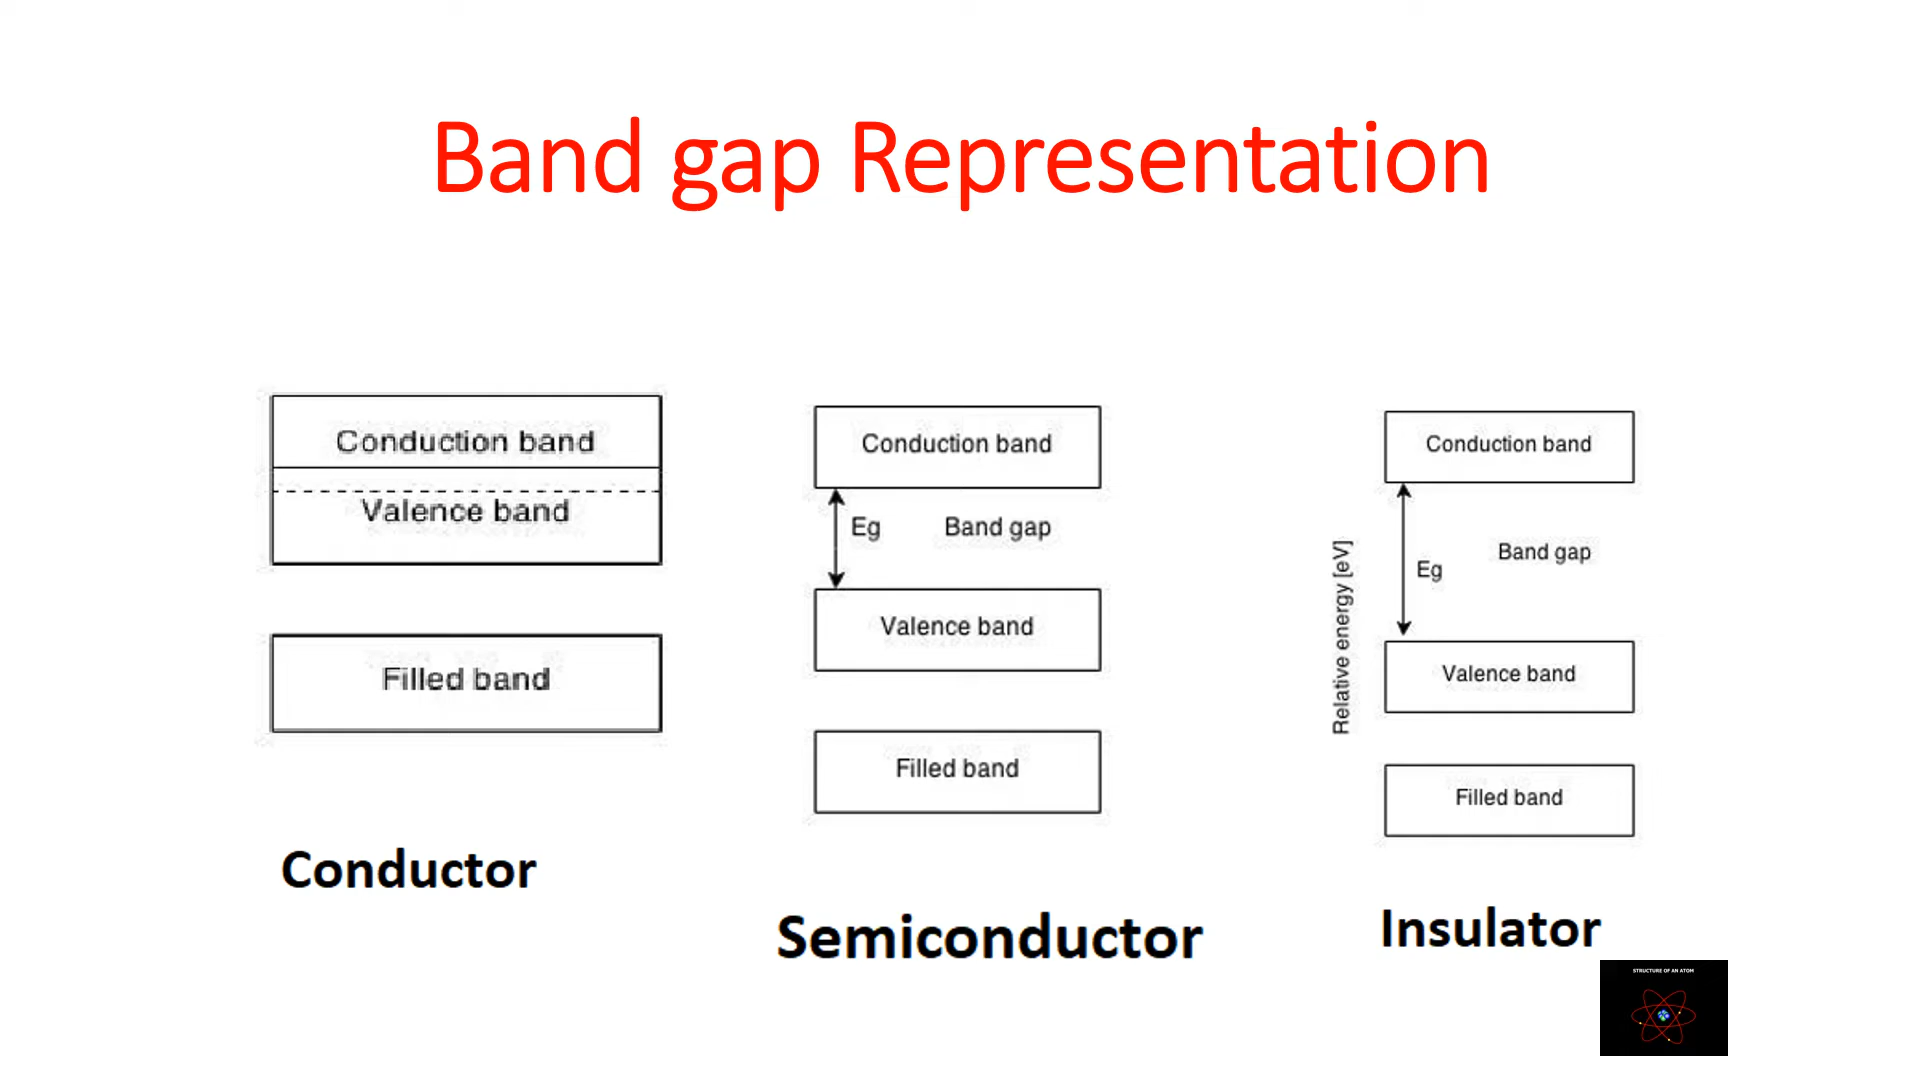 Band gap Representation
Conduction band
Valence band
Filled band
Conductor
Conduction band
Eg Band gap
Valence band
Filled band
Semiconductor
Relative energy [eV]
Conduction band
Band gap
Eg
Valence band
Filled band
Insulator
STRUCTURE OF AN ATOM